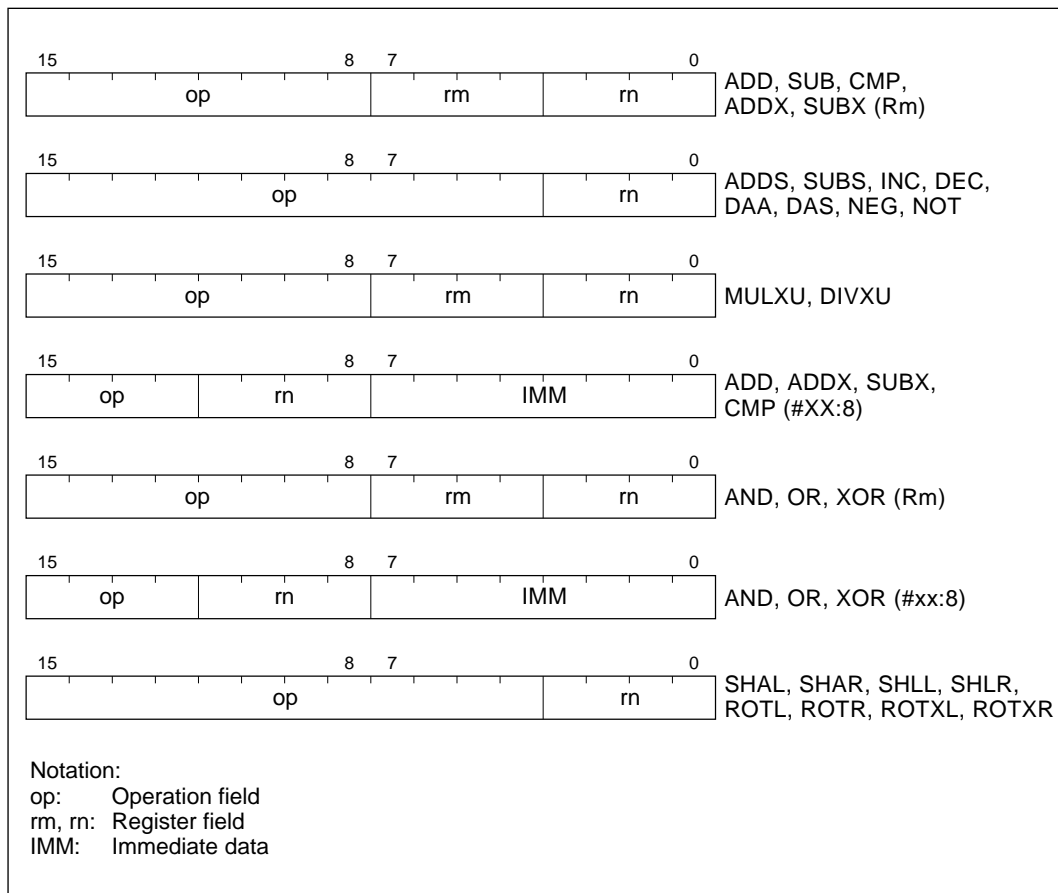 15 8 7 0
op rm rn
ADD, SUB, CMP,
ADDX, SUBX (Rm)
15 8 7 0
op rn
ADDS, SUBS, INC, DEC,
DAA, DAS, NEG, NOT
15 8 7 0
op rm rn
MULXU, DIVXU
15 8 7 0
op rn IMM
ADD, ADDX, SUBX,
CMP (#XX:8)
15 8 7 0
op rm rn
AND, OR, XOR (Rm)
15 8 7 0
op rn IMM
AND, OR, XOR (#xx:8)
15 8 7 0
op rn
SHAL, SHAR, SHLL, SHLR,
ROTL, ROTR, ROTXL, ROTXR
Notation:
op: Operation field
rm, rn: Register field
IMM: Immediate data